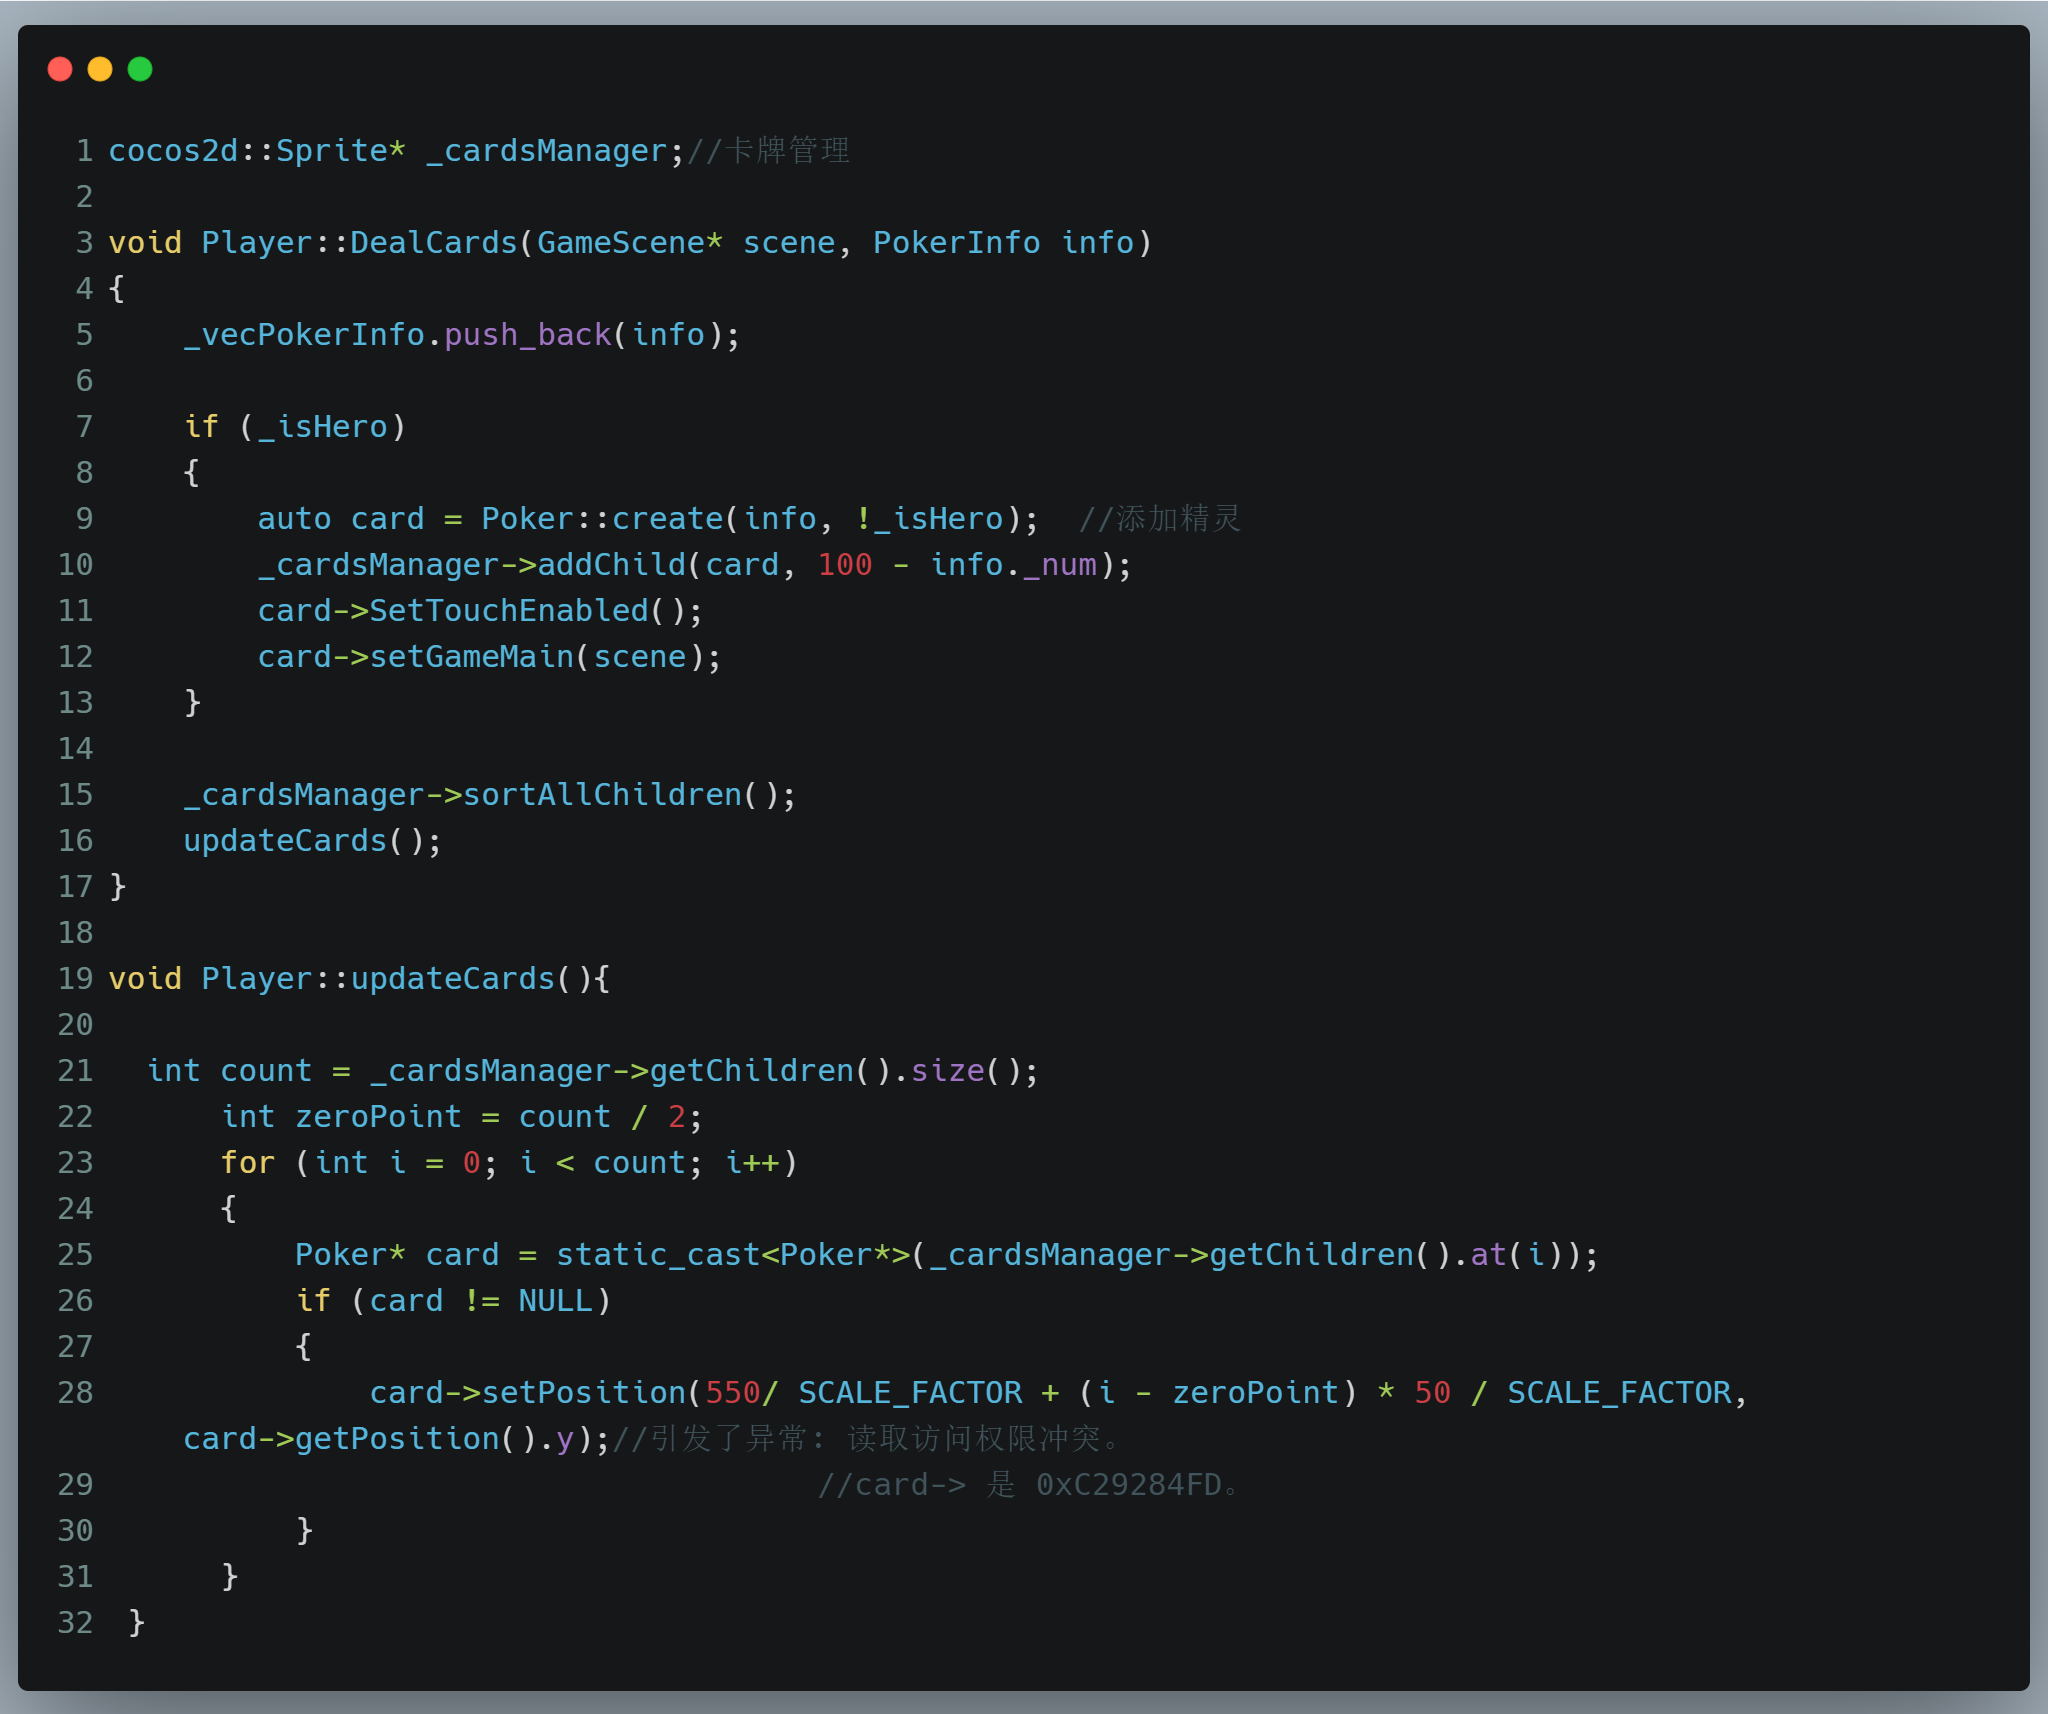 1 cocos2d::Sprite* _cardsManager;//卡牌管理
2
3 void Player::DealCards(GameScene* scene, PokerInfo info)
4 {
5     _vecPokerInfo.push_back(info);
6
7     if (_isHero)
8     {
9         auto card = Poker::create(info, !_isHero);  //添加精灵
10         _cardsManager->addChild(card, 100 - info._num);
11         card->SetTouchEnabled();
12         card->setGameMain(scene);
13     }
14
15     _cardsManager->sortAllChildren();
16     updateCards();
17 }
18
19 void Player::updateCards(){
20
21   int count = _cardsManager->getChildren().size();
22       int zeroPoint = count / 2;
23       for (int i = 0; i < count; i++)
24       {
25           Poker* card = static_cast<Poker*>(_cardsManager->getChildren().at(i));
26           if (card != NULL)
27           {
28               card->setPosition(550/ SCALE_FACTOR + (i - zeroPoint) * 50 / SCALE_FACTOR,
card->getPosition().y);//引发了异常: 读取访问权限冲突。
29                                       //card-> 是 0xC29284FD。
30           }
31       }
32  }